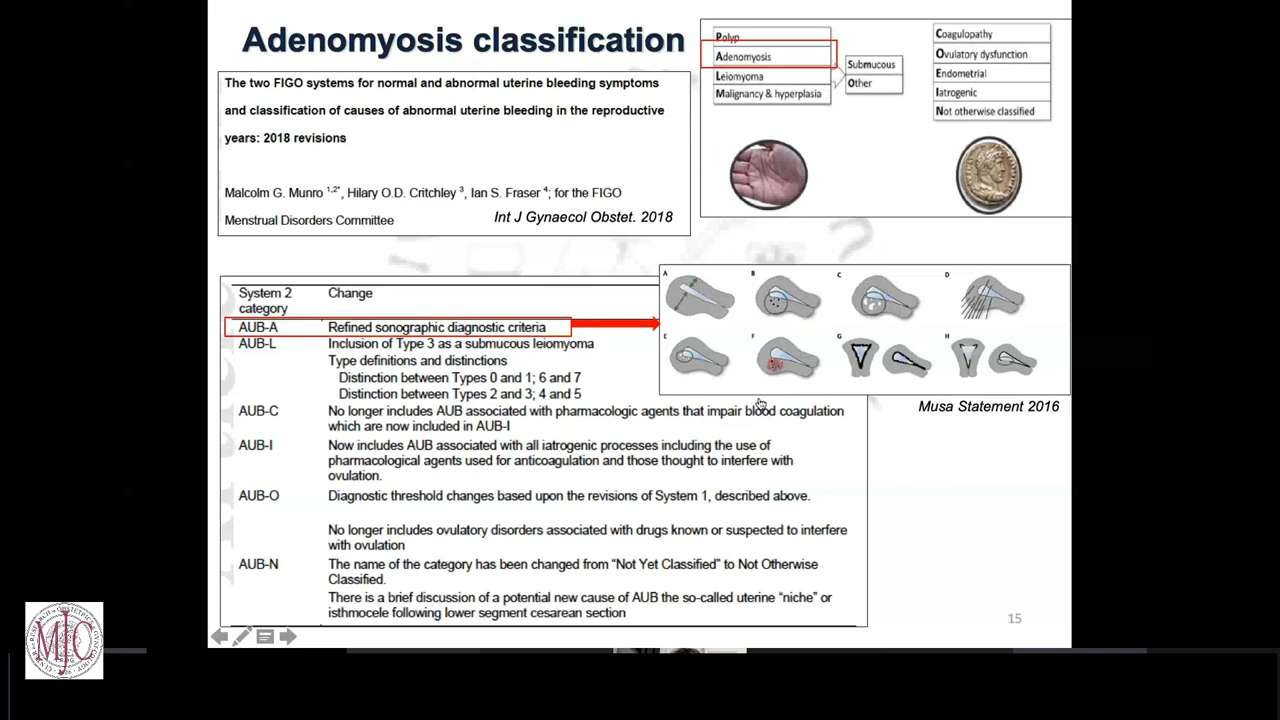 Adenomyosis classification
The two FIGO systems for normal and abnormal uterine bleeding symptoms
and classification of causes of abnormal uterine bleeding in the reproductive
years: 2018 revisions
Malcolm G. Munro 1,2*, Hilary O.D. Critchley 3, Ian S. Fraser 4; for the FIGO
Menstrual Disorders Committee
Int J Gynaecol Obstet. 2018
Polyp
Adenomyosis
Leiomyoma
Malignancy & hyperplasia
Submucous
Other
Coagulopathy
Ovulatory dysfunction
Endometrial
Iatrogenic
Not otherwise classified
System 2 category
Change
AUB-A Refined sonographic diagnostic criteria
AUB-L Inclusion of Type 3 as a submucous leiomyoma
Type definitions and distinctions
Distinction between Types 0 and 1; 6 and 7
Distinction between Types 2 and 3; 4 and 5
AUB-C No longer includes AUB associated with pharmacologic agents that impair blood coagulation
which are now included in AUB-I
AUB-I Now includes AUB associated with all iatrogenic processes including the use of
pharmacological agents used for anticoagulation and those thought to interfere with
ovulation.
AUB-O Diagnostic threshold changes based upon the revisions of System 1, described above.
No longer includes ovulatory disorders associated with drugs known or suspected to interfere
with ovulation
AUB-N The name of the category has been changed from "Not Yet Classified" to Not Otherwise
Classified.
There is a brief discussion of a potential new cause of AUB the so-called uterine "niche" or
isthmocele following lower segment cesarean section
A B C D
E F G H
Musa Statement 2016
15
MJC